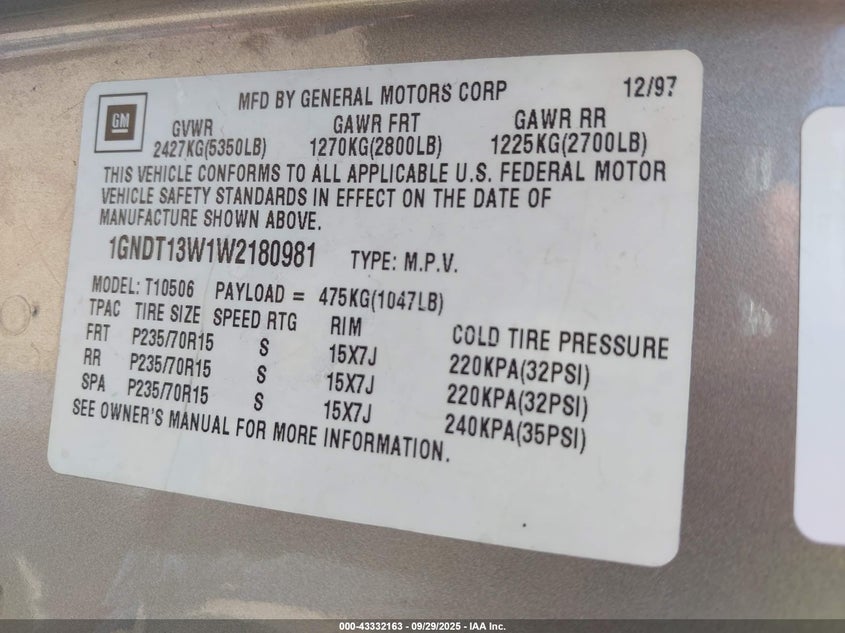 GM
MFD BY GENERAL MOTORS CORP 12/97
GVWR GAWR FRT GAWR RR
2427KG(5350LB) 1270KG(2800LB) 1225KG(2700LB)
THIS VEHICLE CONFORMS TO ALL APPLICABLE U.S. FEDERAL MOTOR
VEHICLE SAFETY STANDARDS IN EFFECT ON THE DATE OF
MANUFACTURE SHOWN ABOVE.
1GNDT13W1W2180981 TYPE: M.P.V.
MODEL: T10506 PAYLOAD = 475KG(1047LB)
TPAC TIRE SIZE SPEED RTG RIM COLD TIRE PRESSURE
FRT P235/70R15 S 15X7J 220KPA(32PSI)
RR P235/70R15 S 15X7J 220KPA(32PSI)
SPA P235/70R15 S 15X7J 240KPA(35PSI)
SEE OWNER'S MANUAL FOR MORE INFORMATION.
000-43332163 - 09/29/2025 - IAA Inc.